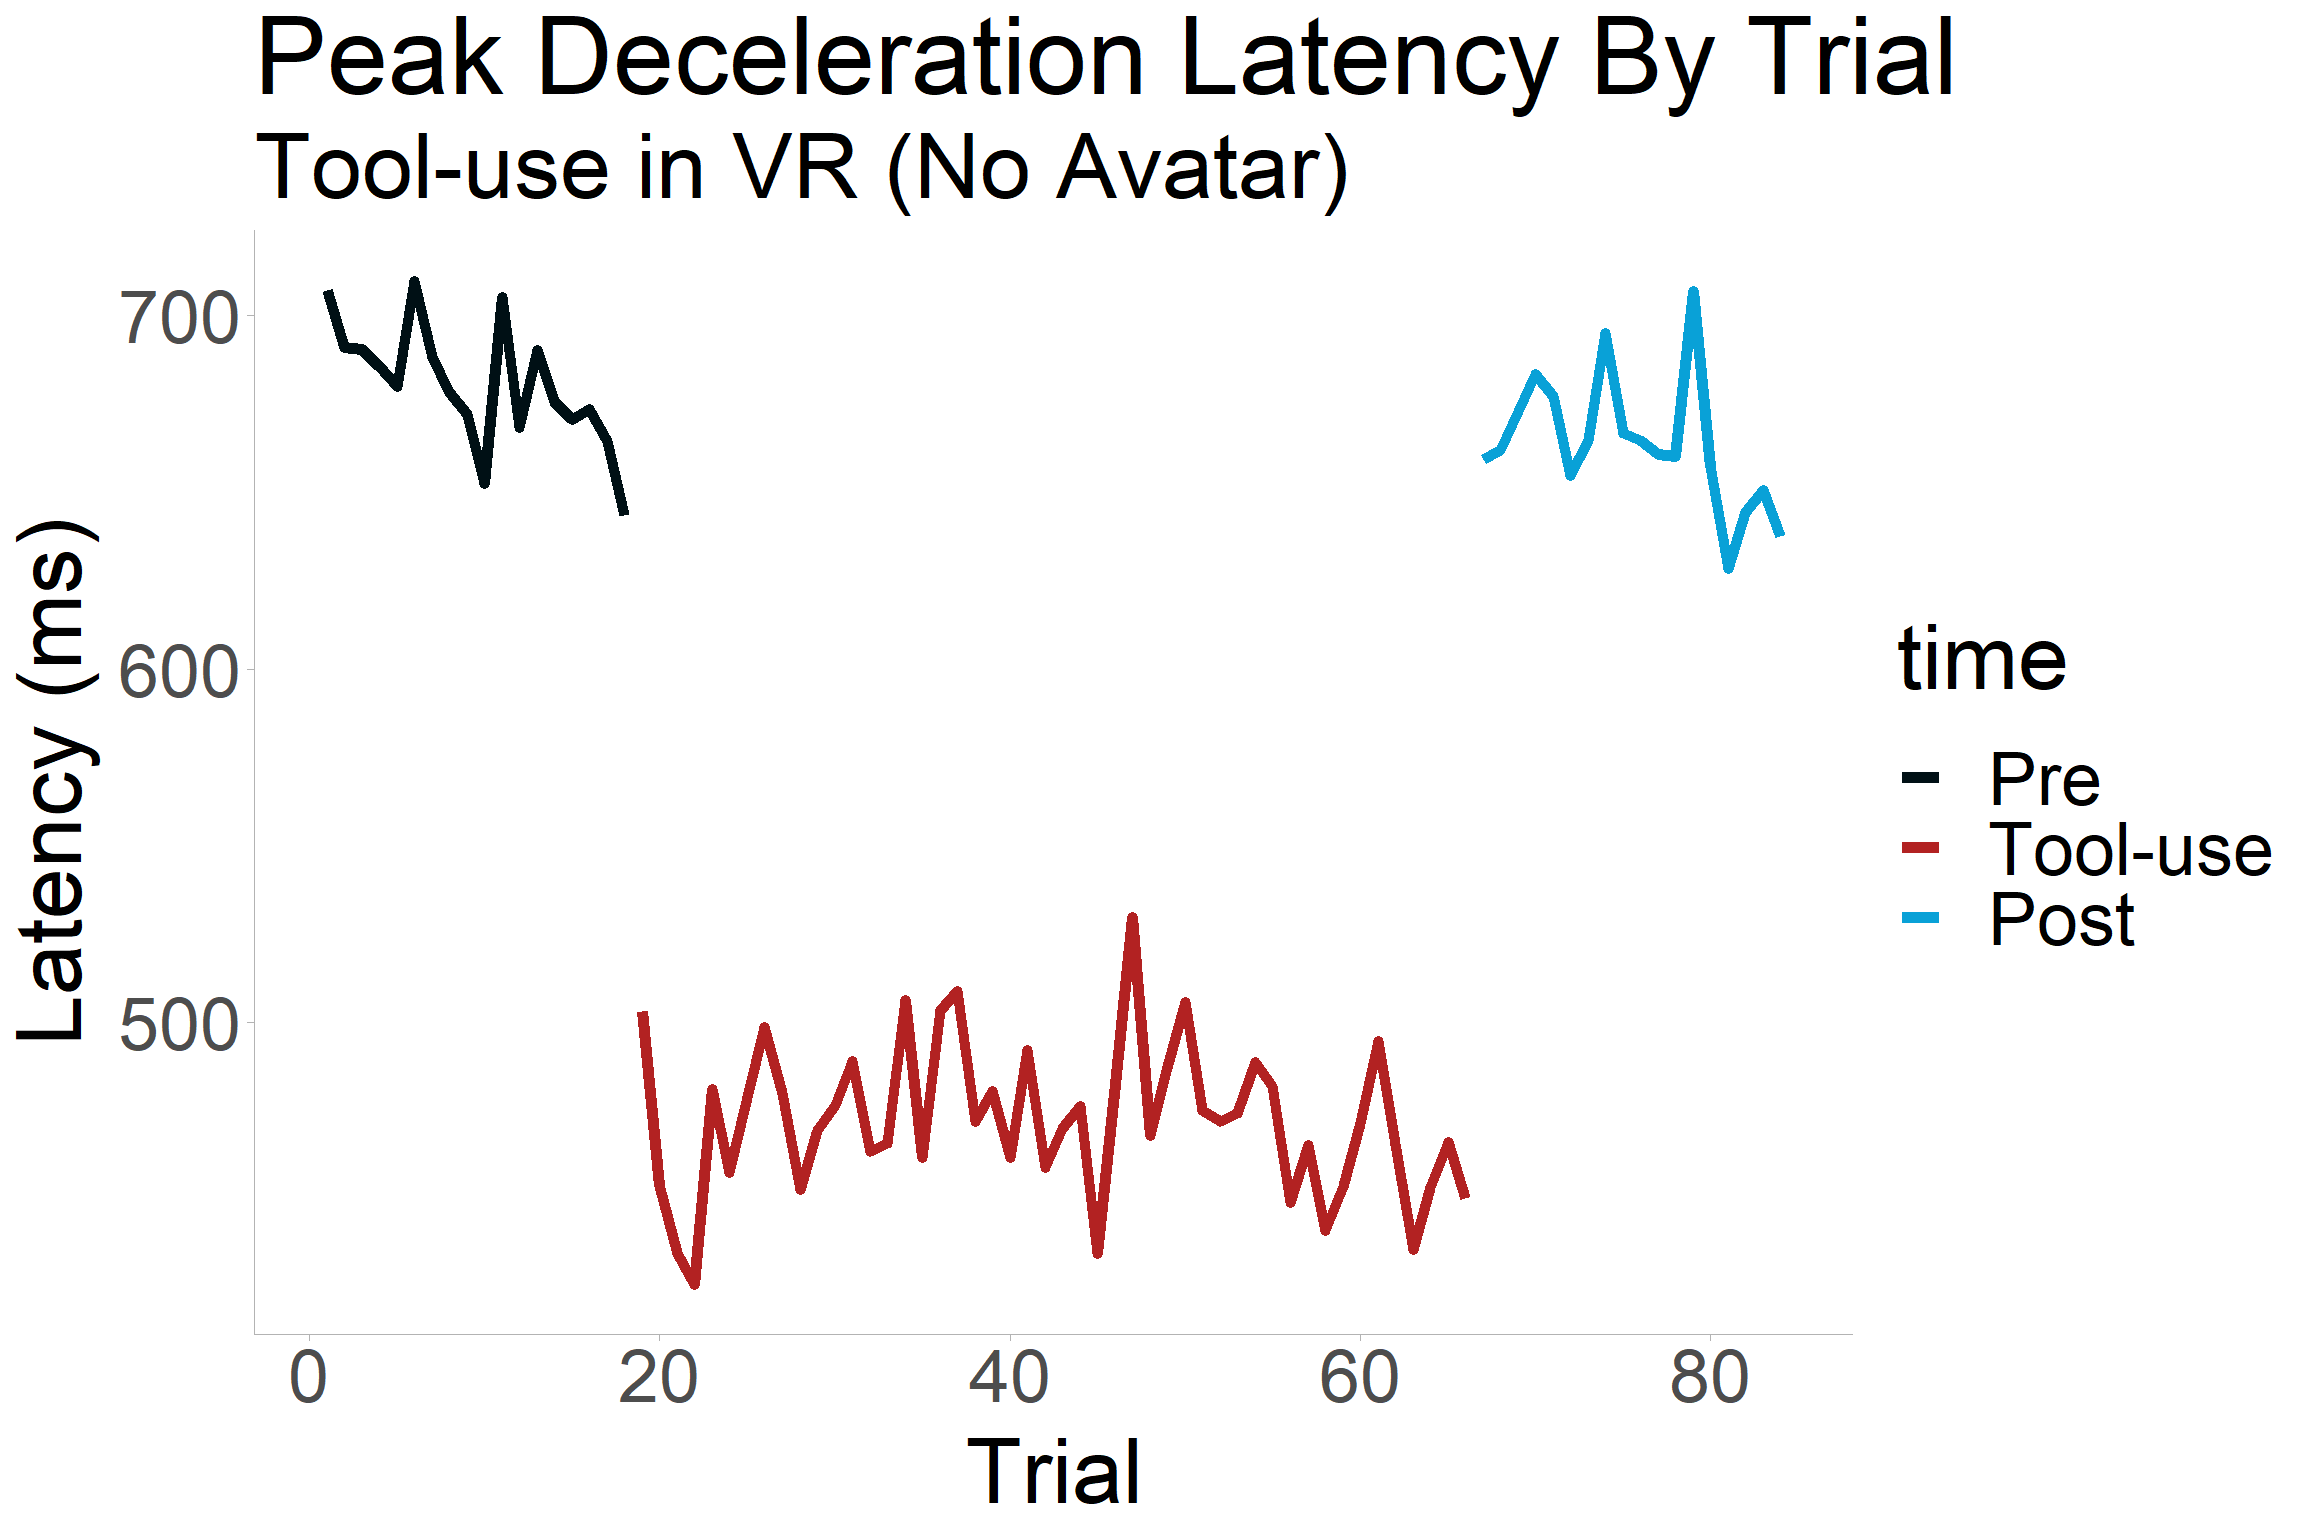 Peak Deceleration Latency By Trial
Tool-use in VR (No Avatar)
Latency (ms)
700
600
500
0 20 40 60 80
Trial
time
Pre
Tool-use
Post